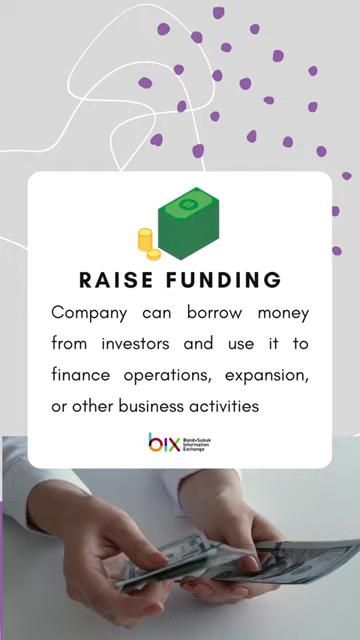 RAISE FUNDING
Company can borrow money
from investors and use it to
finance operations, expansion,
or other business activities
bix Bond+Sukuk
Information
Exchange